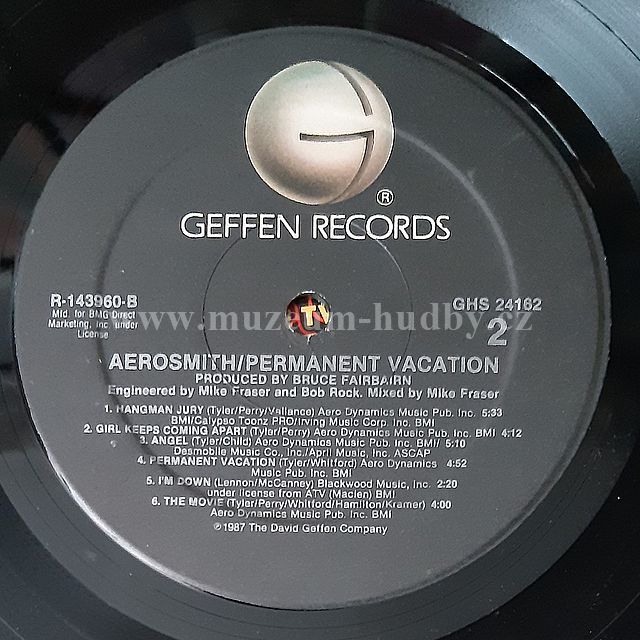 G
®
GEFFEN RECORDS
R-143960-B
Mfd. for BMG Direct
Marketing, Inc. under
License
GHS 24162
2
www.muzeum-hudby.cz
TV
AEROSMITH/PERMANENT VACATION
PRODUCED BY BRUCE FAIRBAIRN
Engineered by Mike Fraser and Bob Rock. Mixed by Mike Fraser
1. HANGMAN JURY (Tyler/Perry/Vallance) Aero Dynamics Music Pub. Inc. 5:33
BMI/Calypso Toonz PRO/Irving Music Corp. Inc. BMI
2. GIRL KEEPS COMING APART (Tyler/Perry) Aero Dynamics Music Pub. Inc. BMI 4:12
3. ANGEL (Tyler/Child) Aero Dynamics Music Pub. Inc. BMI/ 5:10
Desmobile Music Co., Inc./April Music, Inc. ASCAP
4. PERMANENT VACATION (Tyler/Whitford) Aero Dynamics 4:52
Music Pub. Inc. BMI
5. I'M DOWN (Lennon/McCanney) Blackwood Music, Inc. 2:20
under license from ATV (Maclen) BMI
6. THE MOVIE (Tyler/Perry/Whitford/Hamilton/Kramer) 4:00
Aero Dynamics Music Pub. Inc. BMI
℗1987 The David Geffen Company